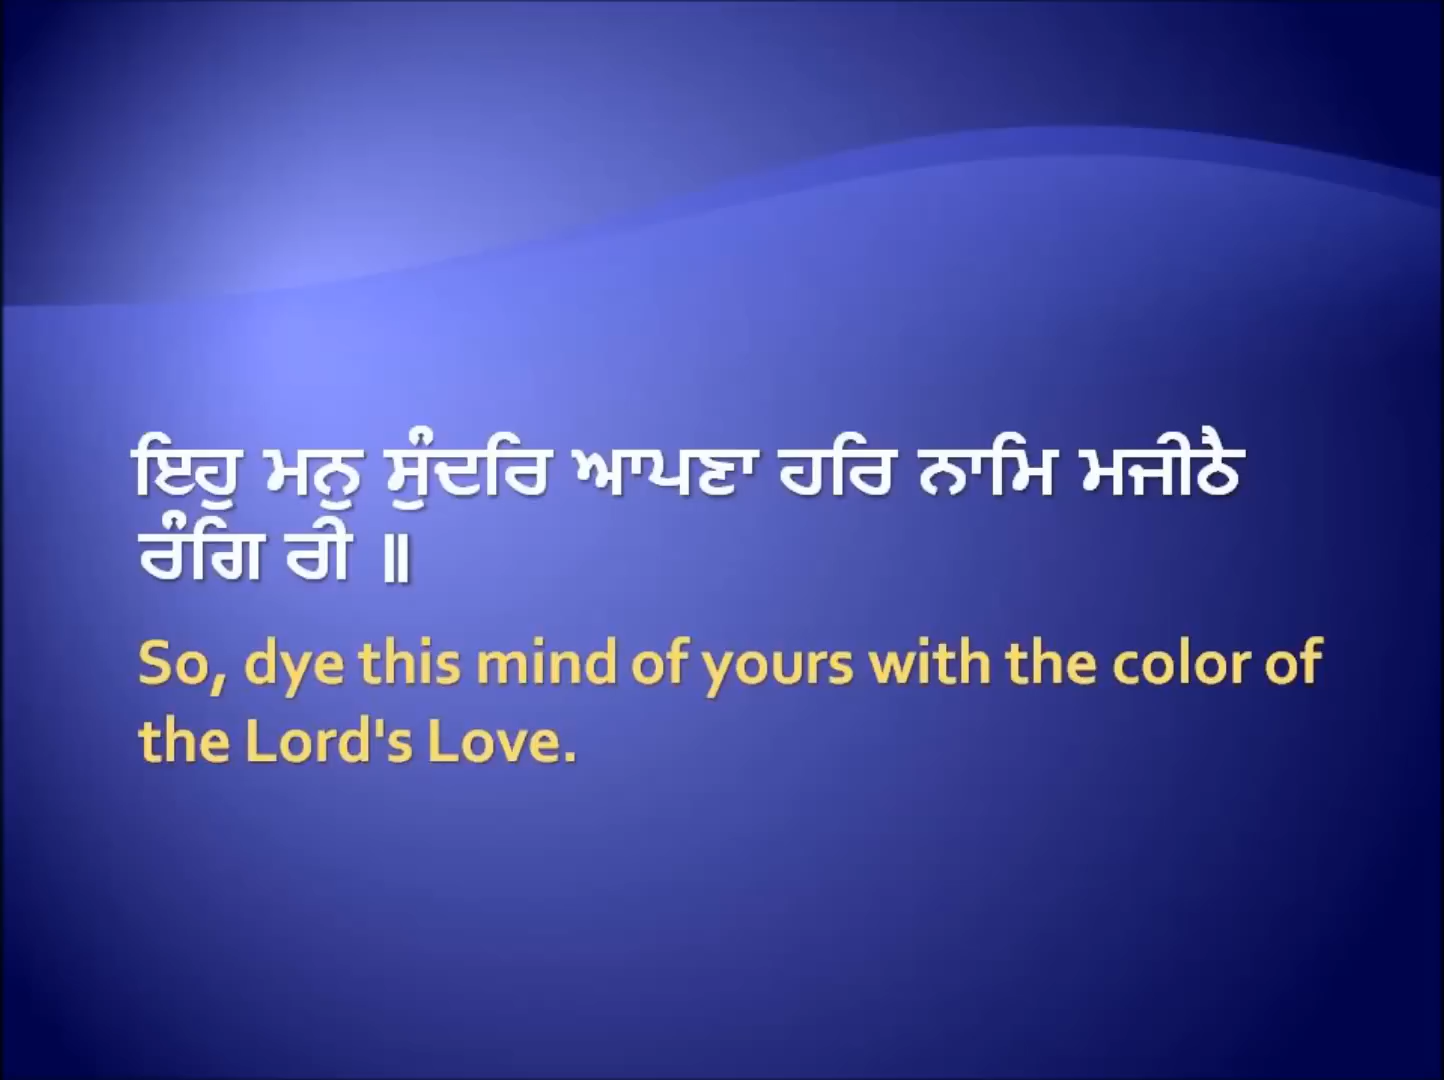 ਇਹੁ ਮਨੁ ਸੁੰਦਰਿ ਆਪਣਾ ਹਰਿ ਨਾਮਿ ਮਜੀਠੈ
ਰੰਗਿ ਰੀ ॥
So, dye this mind of yours with the color of
the Lord's Love.